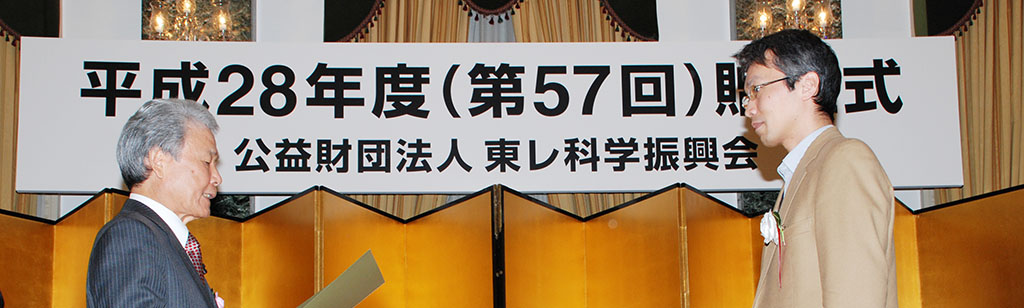 平成28年度（第57回）式
公益財団法人 東レ科学振興会